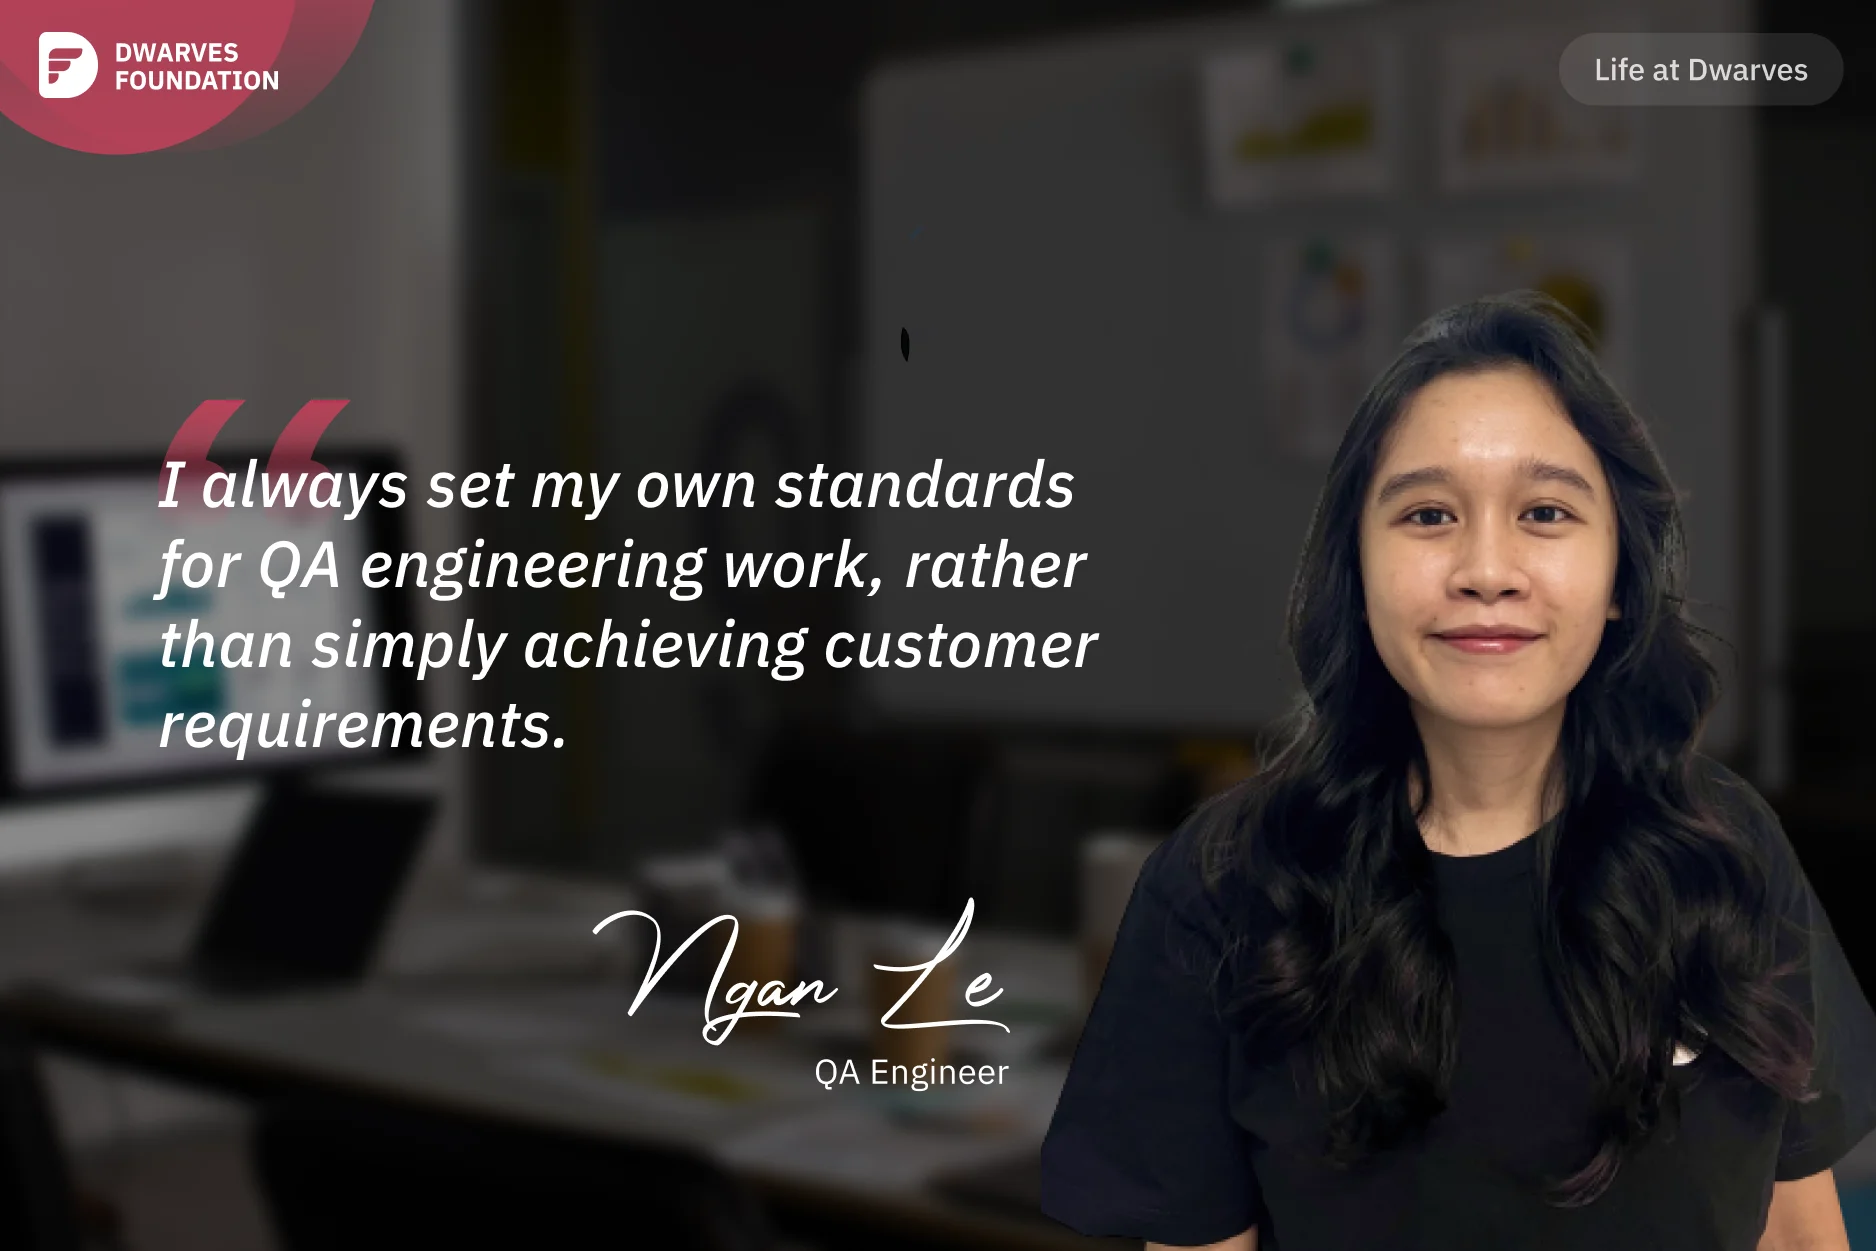 DWARVES
FOUNDATION
Life at Dwarves
I always set my own standards
for QA engineering work, rather
than simply achieving customer
requirements.
Ngan Le
QA Engineer